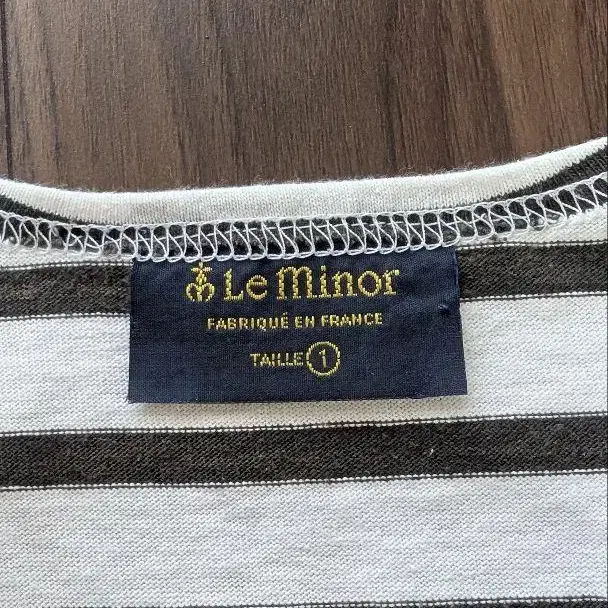 Le Minor
FABRIQUÉ EN FRANCE
TAILLE 1